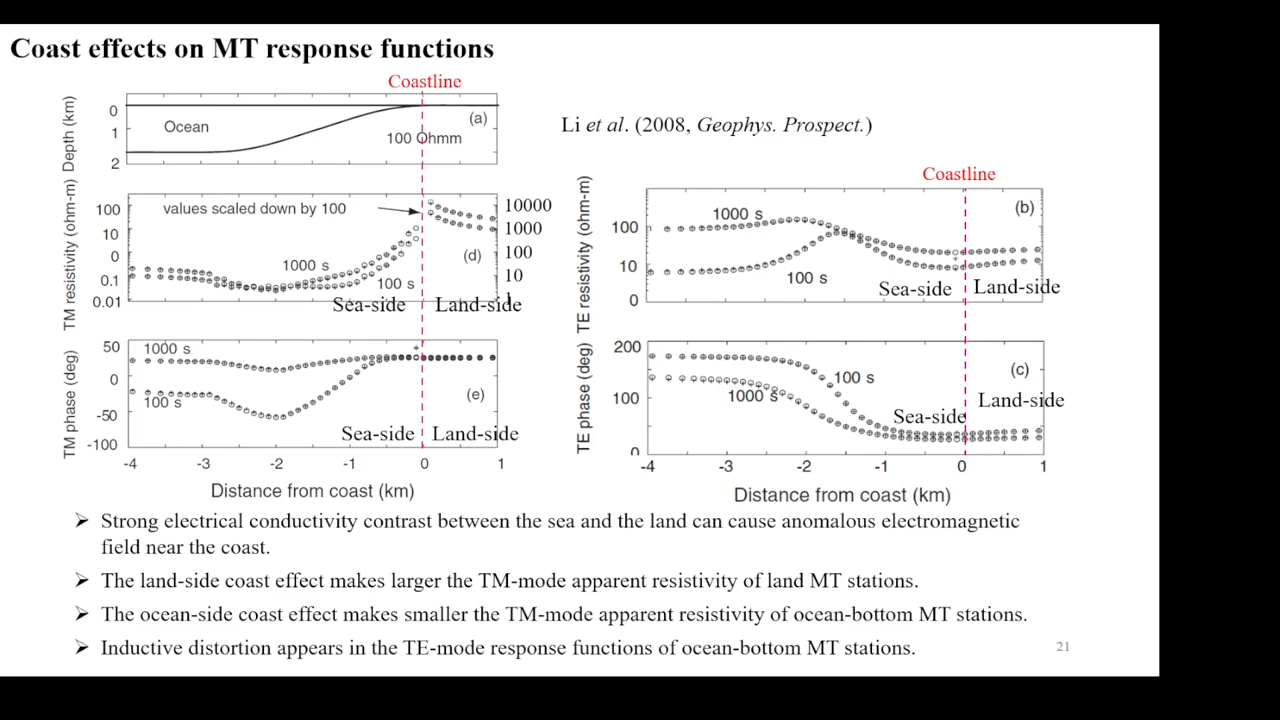 Coast effects on MT response functions
Coastline
Depth (km)
0
1
2
Ocean
100 Ohmm
(a)
Li et al. (2008, Geophys. Prospect.)
TM resistivity (ohm-m)
100
10
0
0.1
0.01
values scaled down by 100
1000 s
100 s
(d)
10000
1000
100
10
1
Sea-side
Land-side
TM phase (deg)
50
0
-50
-100
1000 s
100 s
*
(e)
Sea-side
Land-side
-4 -3 -2 -1 0 1
Distance from coast (km)
Coastline
TE resistivity (ohm-m)
100
10
0
1000 s
100 s
(b)
Sea-side
Land-side
TE phase (deg)
200
100
0
100 s
1000 s
(c)
Sea-side
Land-side
-4 -3 -2 -1 0 1
Distance from coast (km)
➢ Strong electrical conductivity contrast between the sea and the land can cause anomalous electromagnetic
field near the coast.
➢ The land-side coast effect makes larger the TM-mode apparent resistivity of land MT stations.
➢ The ocean-side coast effect makes smaller the TM-mode apparent resistivity of ocean-bottom MT stations.
➢ Inductive distortion appears in the TE-mode response functions of ocean-bottom MT stations.
21